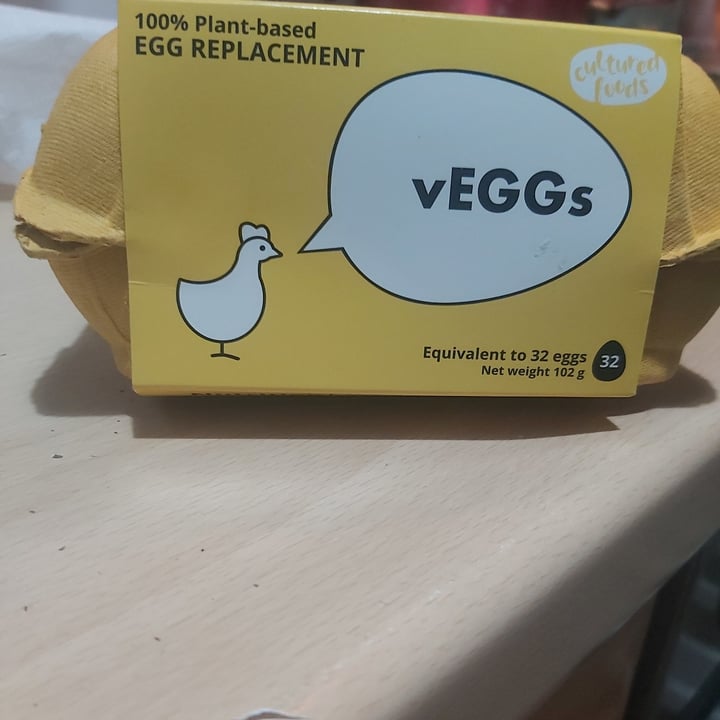 100% Plant-based
EGG REPLACEMENT
cultured
foods
vEGGs
Equivalent to 32 eggs
32
Net weight 102 g